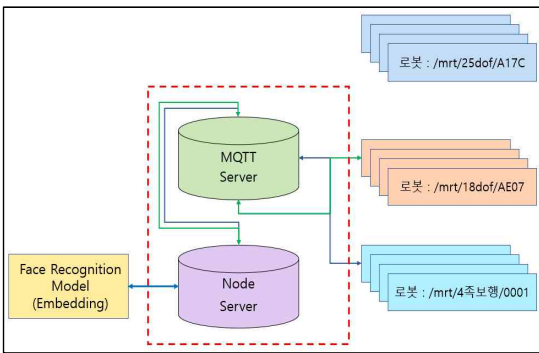 로봇 : /mrt/25dof/A17C
MQTT
Server
로봇 : /mrt/18dof/AE07
Face Recognition
Model
(Embedding)
Node
Server
로봇 : /mrt/4족보행/0001